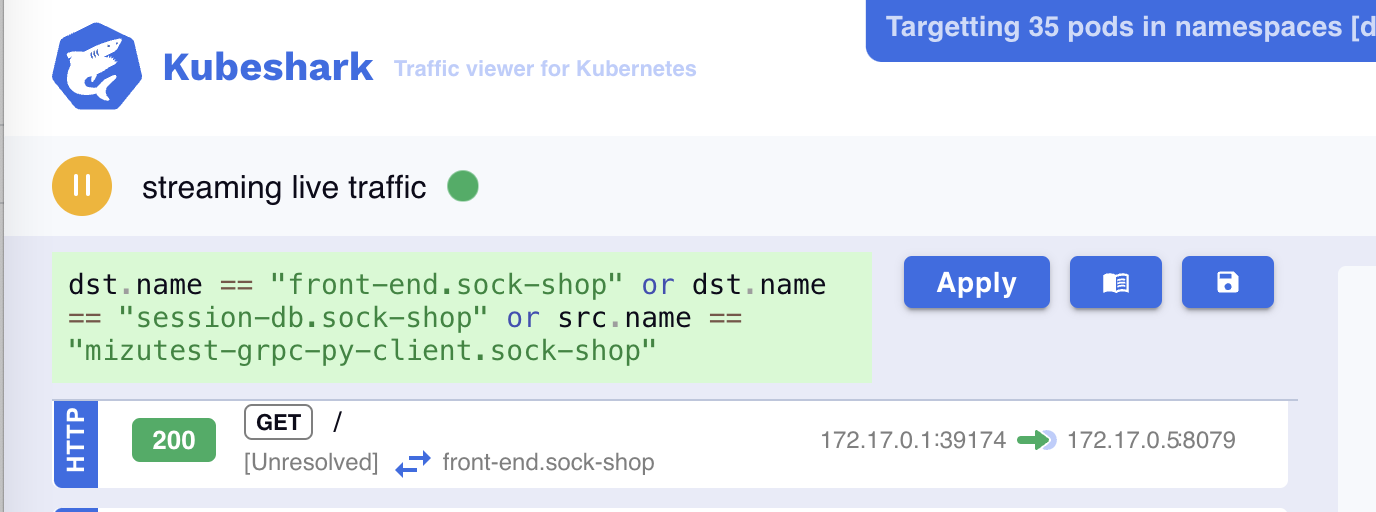 Targetting 35 pods in namespaces [d
Kubeshark Traffic viewer for Kubernetes
streaming live traffic
dst.name == "front-end.sock-shop" or dst.name
== "session-db.sock-shop" or src.name ==
"mizutest-grpc-py-client.sock-shop"
Apply
HTTP
200
GET /
[Unresolved] front-end.sock-shop
172.17.0.1:39174 172.17.0.5:8079